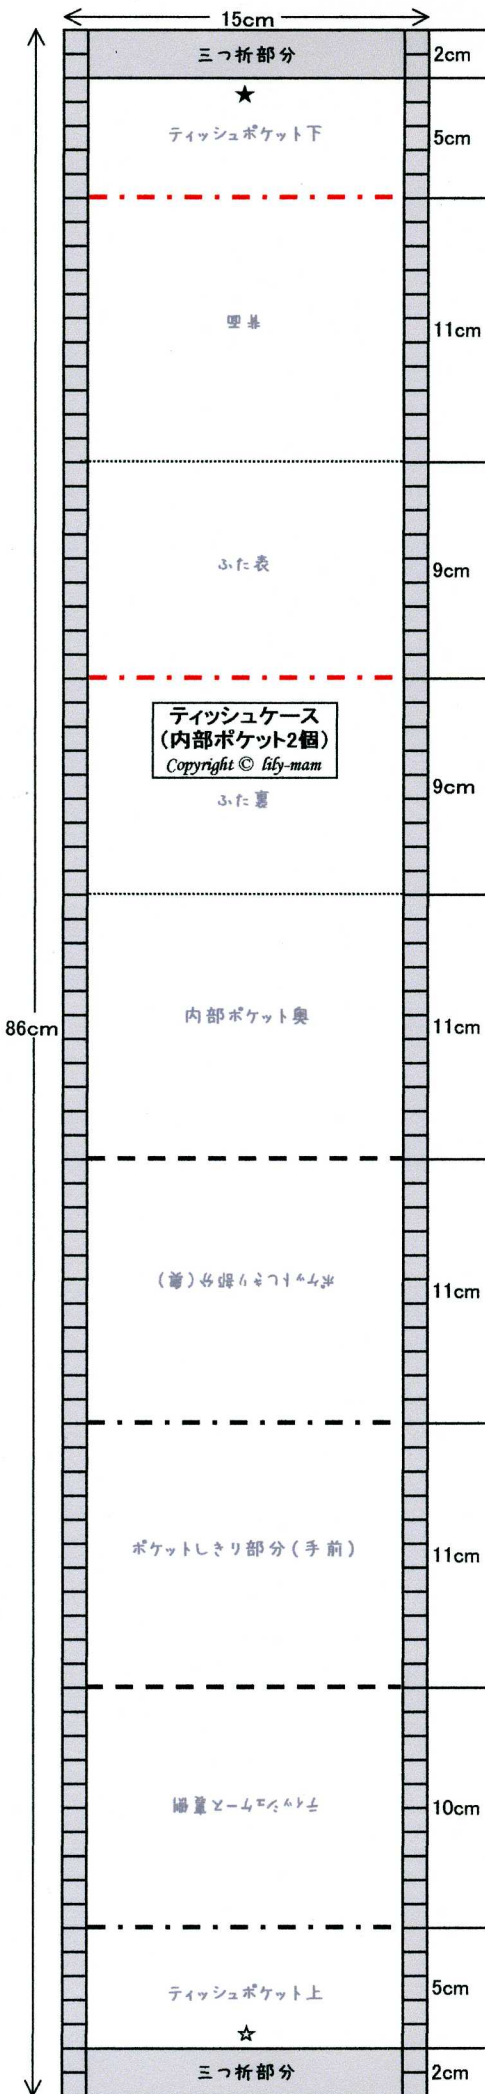 15cm
三つ折部分
2cm
★
ティッシュポケット下
5cm
背面
11cm
ふた表
9cm
ティッシュケース
(内部ポケット2個)
Copyright © lily-mam
ふた裏
9cm
内部ポケット奥
11cm
86cm
ポケットしきり部分(奥)
11cm
ポケットしきり部分(手前)
11cm
ティッシュケース裏側
10cm
ティッシュポケット上
5cm
☆
三つ折部分
2cm